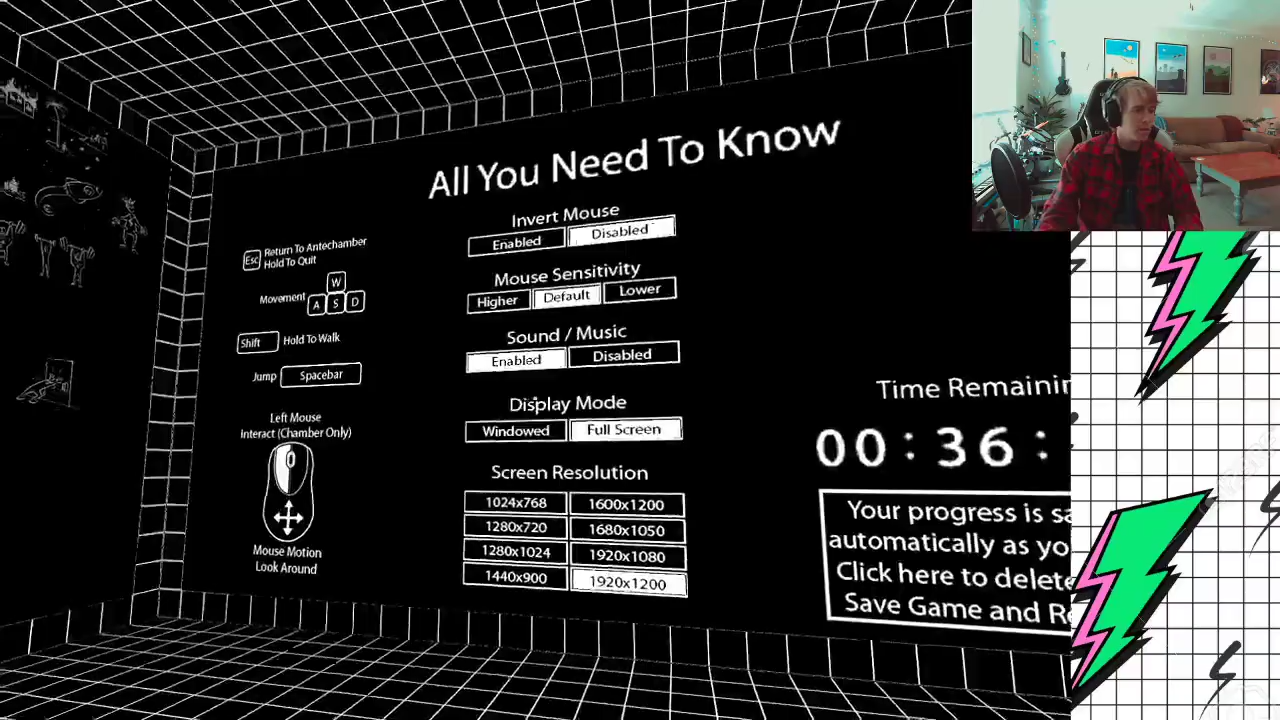 All You Need To Know
Esc
Return To Antechamber
Hold To Quit
Movement
W
A S D
Shift
Hold To Walk
Jump
Spacebar
Left Mouse
Interact (Chamber Only)
Mouse Motion
Look Around
Invert Mouse
Enabled
Disabled
Mouse Sensitivity
Higher
Default
Lower
Sound / Music
Enabled
Disabled
Display Mode
Windowed
Full Screen
Screen Resolution
1024x768
1600x1200
1280x720
1680x1050
1280x1024
1920x1080
1440x900
1920x1200
Time Remainin
00 : 36 :
Your progress is sa
automatically as yo
Click here to delete
Save Game and Re